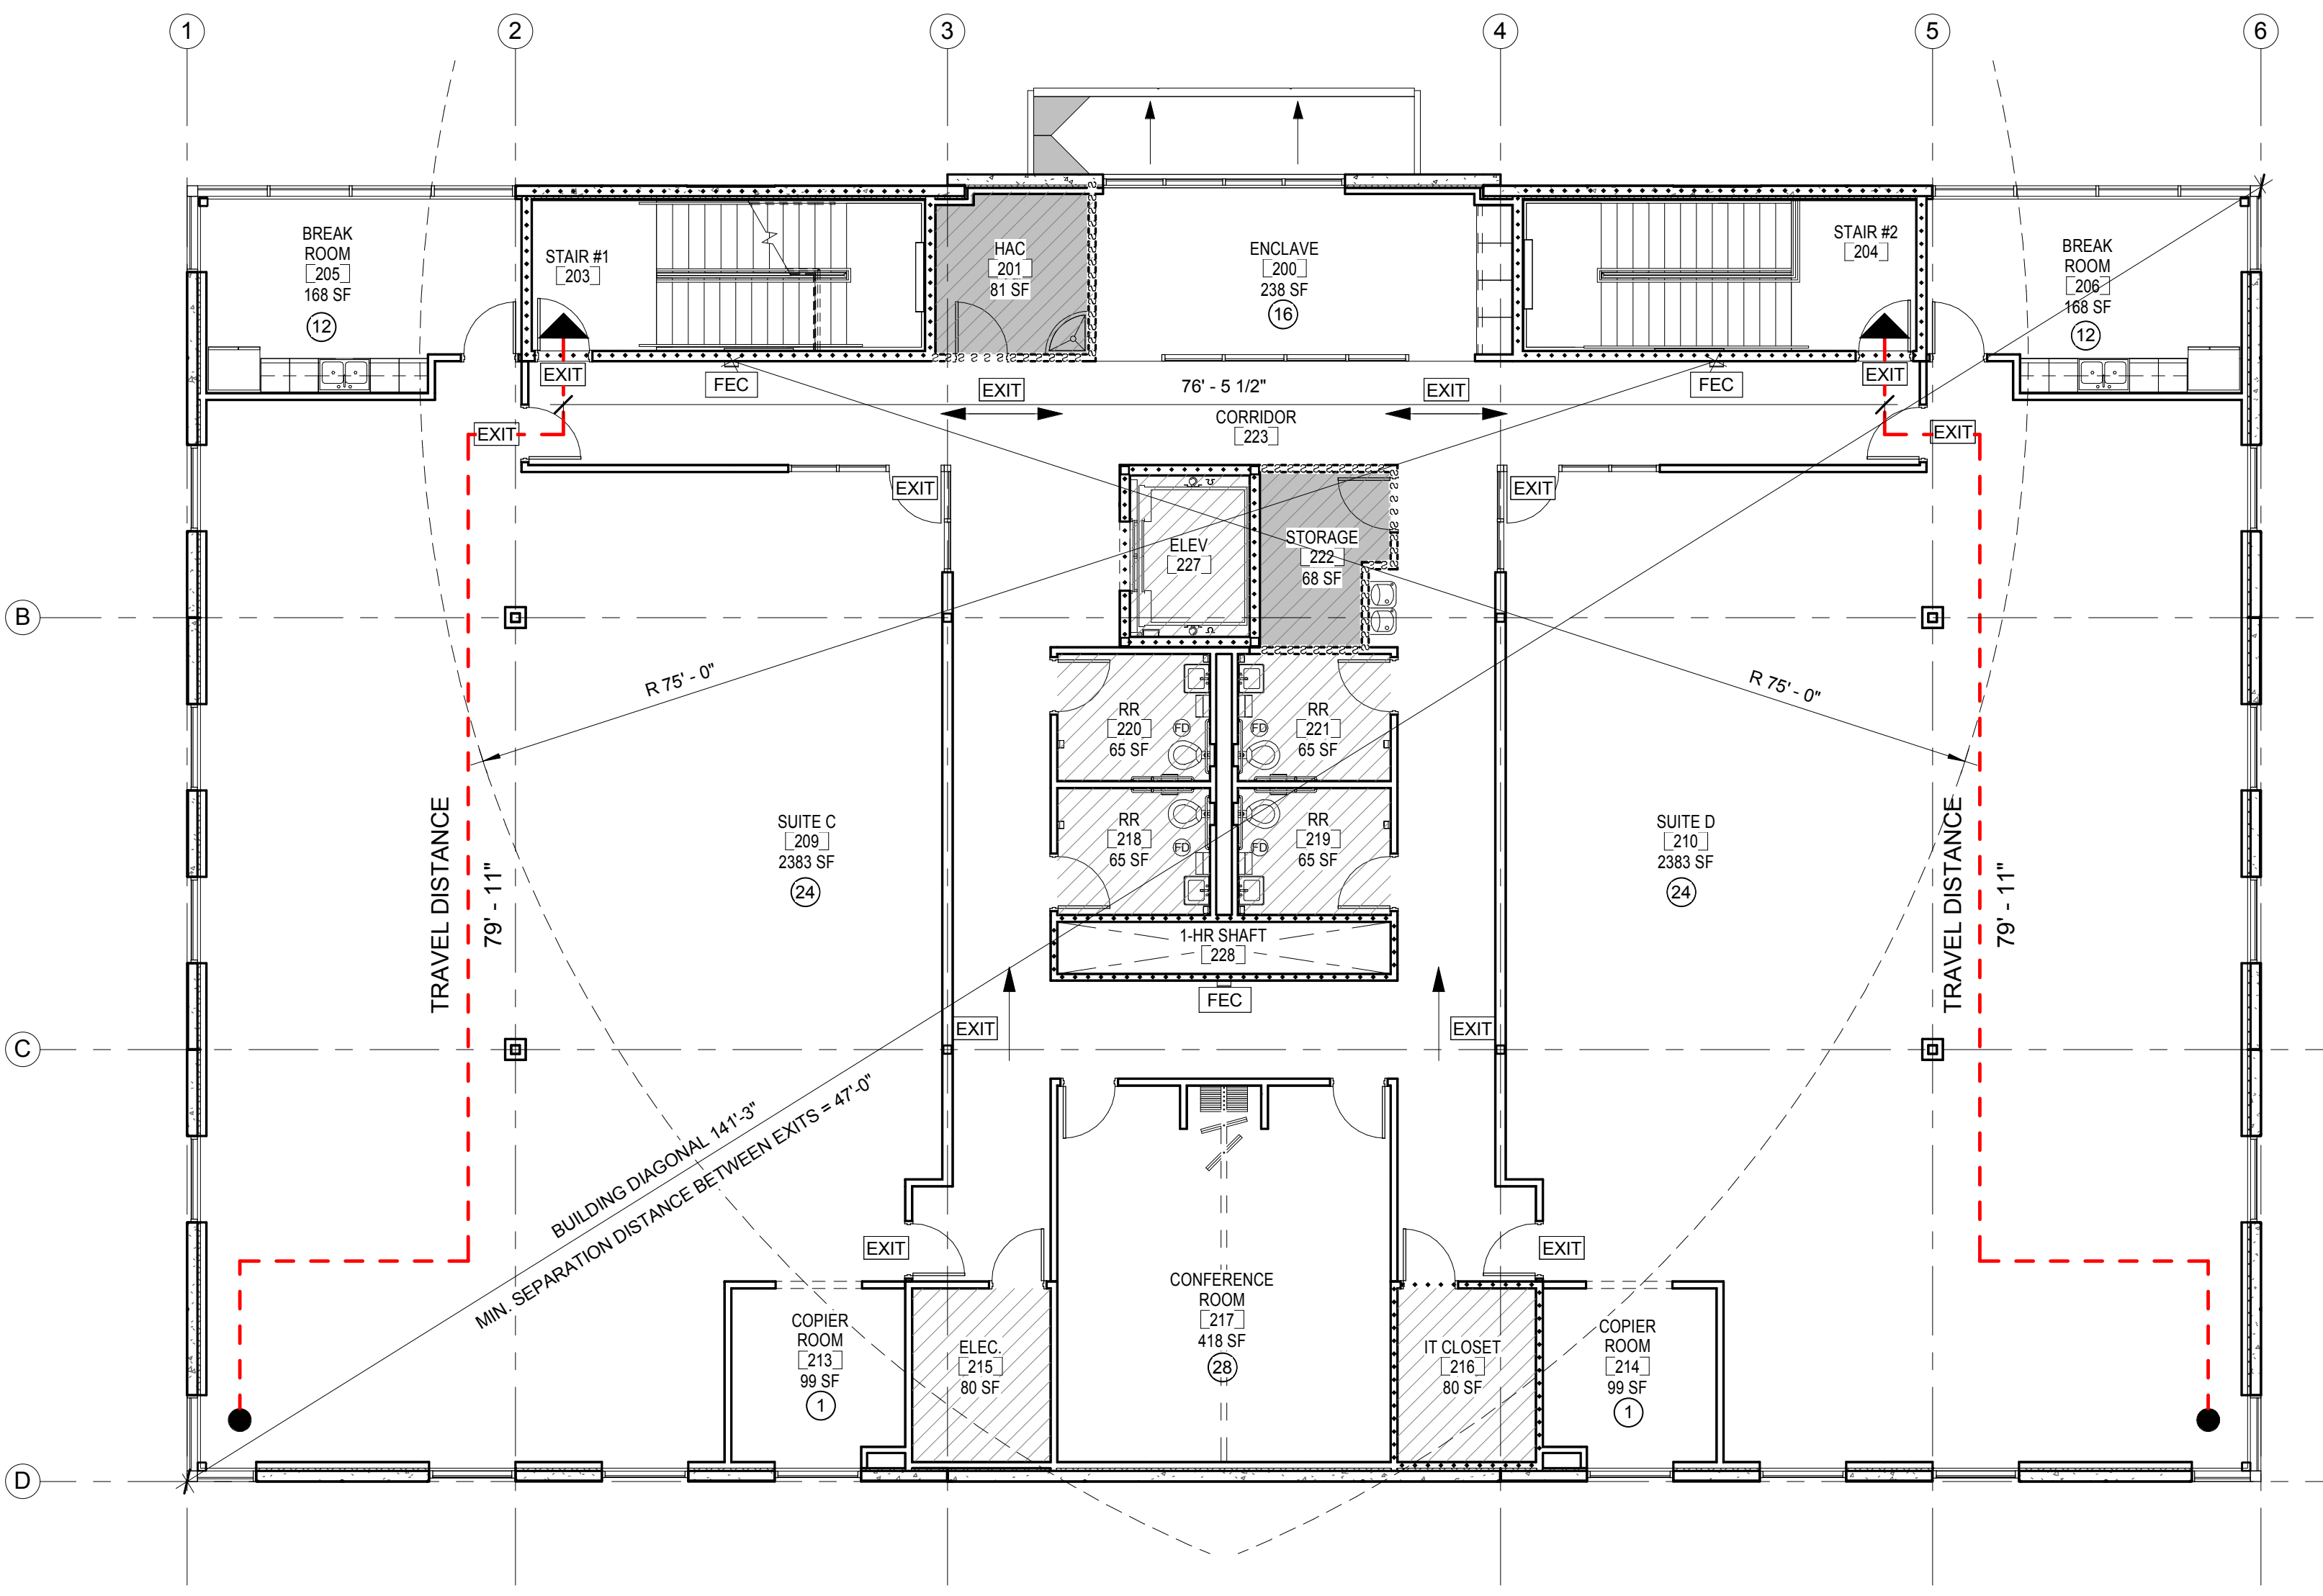 1
2
3
4
5
6
BREAK
ROOM
205
168 SF
12
STAIR #1
203
HAC
201
81 SF
ENCLAVE
200
238 SF
16
STAIR #2
204
BREAK
ROOM
206
168 SF
12
EXIT
FEC
EXIT
76' - 5 1/2"
EXIT
FEC
EXIT
CORRIDOR
223
EXIT
EXIT
EXIT
EXIT
ELEV
227
STORAGE
222
68 SF
B
R 75' - 0"
R 75' - 0"
RR
220
65 SF
FD
RR
221
65 SF
FD
TRAVEL DISTANCE
79' - 11"
SUITE C
209
2383 SF
24
RR
218
65 SF
FD
RR
219
65 SF
FD
SUITE D
210
2383 SF
24
TRAVEL DISTANCE
79' - 11"
1-HR SHAFT
228
FEC
EXIT
EXIT
C
BUILDING DIAGONAL 141'-3"
MIN. SEPARATION DISTANCE BETWEEN EXITS = 47'-0"
EXIT
EXIT
COPIER
ROOM
213
99 SF
1
ELEC.
215
80 SF
CONFERENCE
ROOM
217
418 SF
28
IT CLOSET
216
80 SF
COPIER
ROOM
214
99 SF
1
D